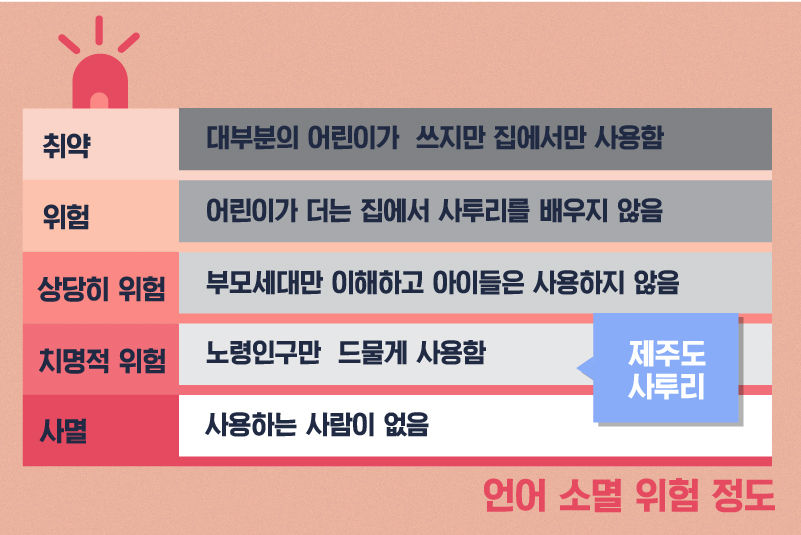 취약
대부분의 어린이가 쓰지만 집에서만 사용함
위험
어린이가 더는 집에서 사투리를 배우지 않음
상당히 위험
부모세대만 이해하고 아이들은 사용하지 않음
치명적 위험
노령인구만 드물게 사용함
제주도
사투리
사멸
사용하는 사람이 없음
언어 소멸 위험 정도